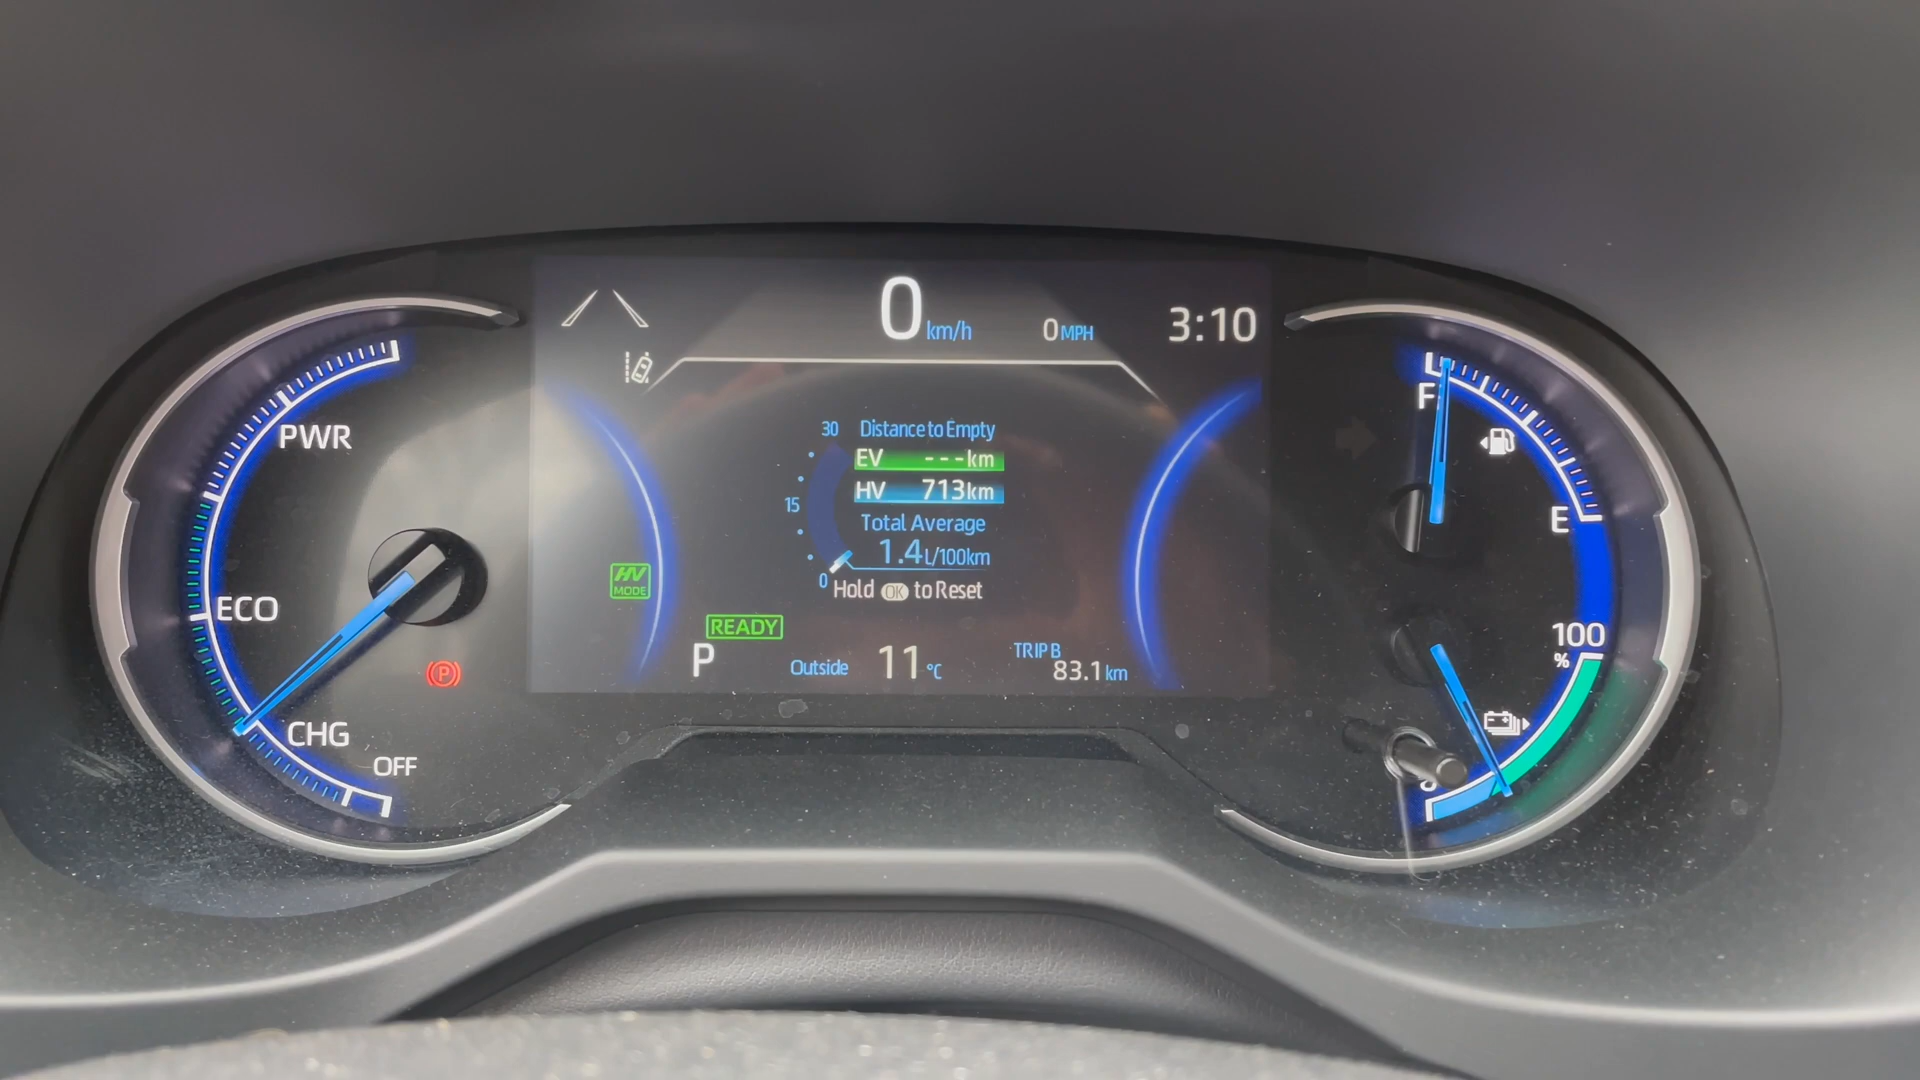 0 km/h 0 MPH 3:10
PWR
ECO
CHG
OFF
P
30
15
0
Distance to Empty
EV ---km
HV 713km
Total Average
1.4 L/100km
Hold OK to Reset
HV
MODE
READY
P
Outside 11°C
TRIP B
83.1 km
F
E
100
%